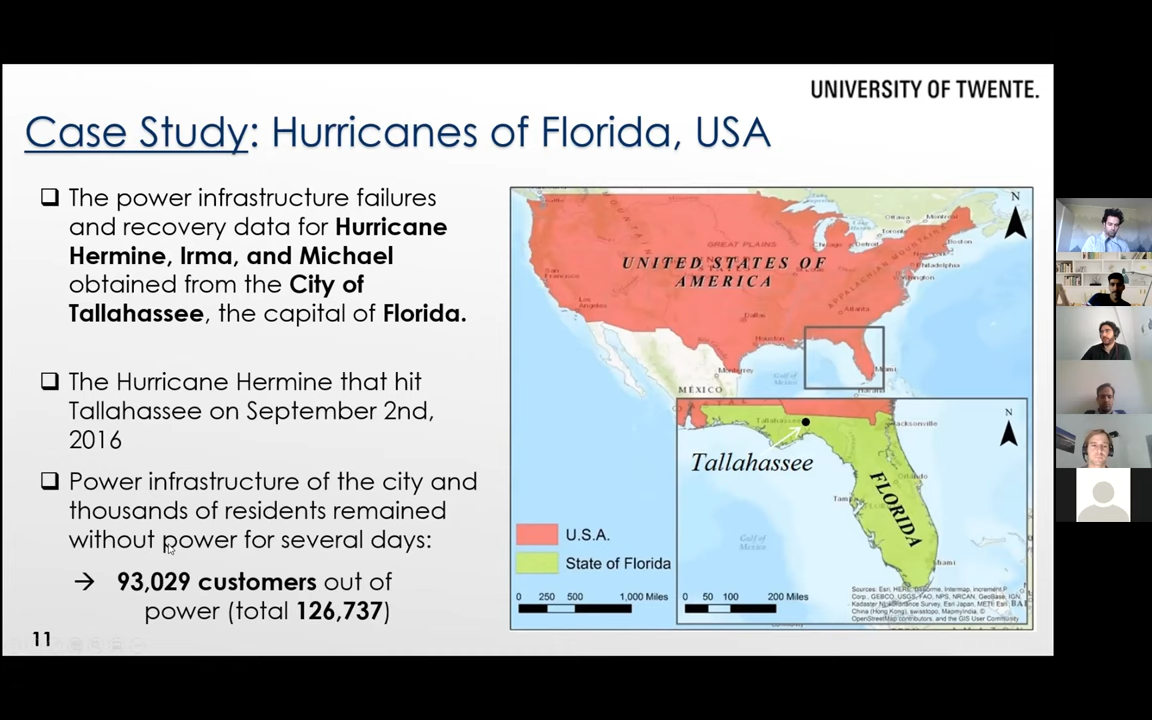 UNIVERSITY OF TWENTE.
Case Study: Hurricanes of Florida, USA
❑ The power infrastructure failures
and recovery data for Hurricane
Hermine, Irma, and Michael
obtained from the City of
Tallahassee, the capital of Florida.
❑ The Hurricane Hermine that hit
Tallahassee on September 2nd,
2016
❑ Power infrastructure of the city and
thousands of residents remained
without power for several days:
→ 93,029 customers out of
power (total 126,737)
11
N
Ottawa
Montreal
Toronto
Chicago
Detroit
Boston
GREAT PLAINS
Philadelphia
UNITED STATES OF
AMERICA
APPALACHIAN MOUNTAINS
San
Francisco
Los
Angeles
Dallas
Atlanta
Houston
Monterrey
Gulf of
Mexico
Miami
MÉXICO
Havana
N
Tallahassee
Jacksonville
Tallahassee
Orlando
FLORIDA
Gulf of
Mexico
Miami
U.S.A.
State of Florida
0 250 500 1,000 Miles
0 50 100 200 Miles
Sources: Esri, HERE, Garmin, Intermap, increment P
Corp., GEBCO, USGS, FAO, NPS, NRCAN, GeoBase, IGN,
Kadaster NL, Ordnance Survey, Esri Japan, METI, Esri
China (Hong Kong), swisstopo, MapmyIndia, ©
OpenStreetMap contributors, and the GIS User Community